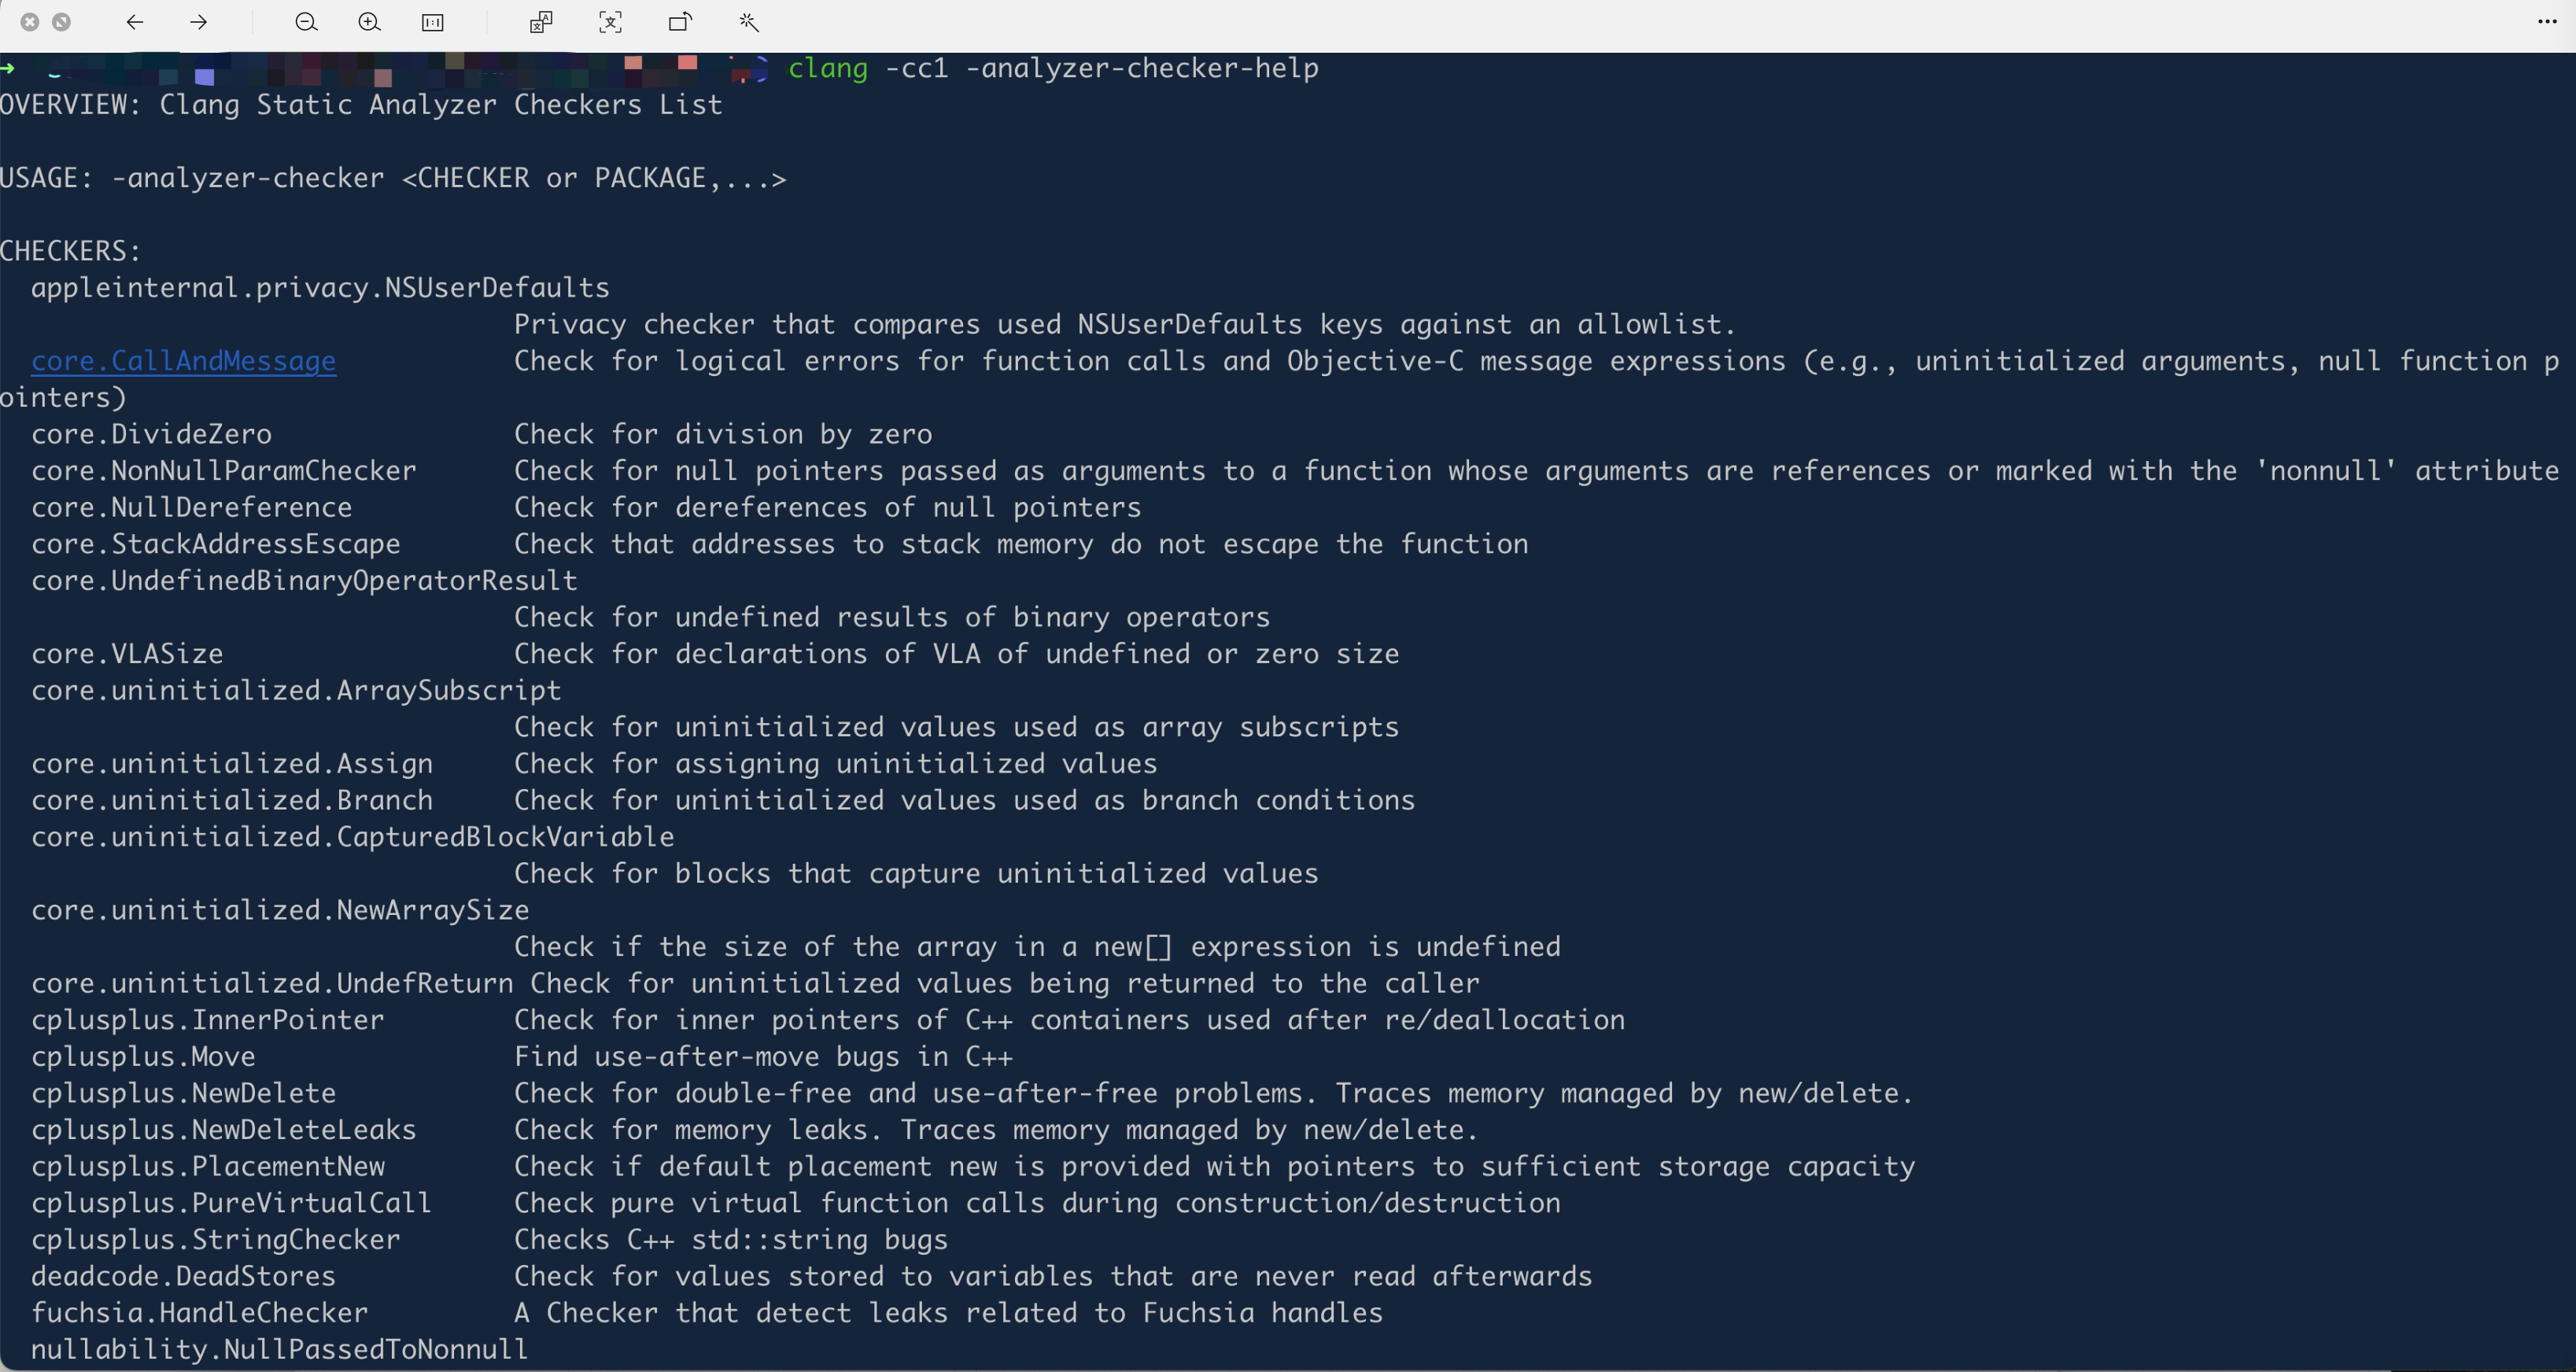 clang -cc1 -analyzer-checker-help
OVERVIEW: Clang Static Analyzer Checkers List
USAGE: -analyzer-checker <CHECKER or PACKAGE,...>
CHECKERS:
appleinternal.privacy.NSUserDefaults
Privacy checker that compares used NSUserDefaults keys against an allowlist.
core.CallAndMessage Check for logical errors for function calls and Objective-C message expressions (e.g., uninitialized arguments, null function p
ointers)
core.DivideZero Check for division by zero
core.NonNullParamChecker Check for null pointers passed as arguments to a function whose arguments are references or marked with the 'nonnull' attribute
core.NullDereference Check for dereferences of null pointers
core.StackAddressEscape Check that addresses to stack memory do not escape the function
core.UndefinedBinaryOperatorResult
Check for undefined results of binary operators
core.VLASize Check for declarations of VLA of undefined or zero size
core.uninitialized.ArraySubscript
Check for uninitialized values used as array subscripts
core.uninitialized.Assign Check for assigning uninitialized values
core.uninitialized.Branch Check for uninitialized values used as branch conditions
core.uninitialized.CapturedBlockVariable
Check for blocks that capture uninitialized values
core.uninitialized.NewArraySize
Check if the size of the array in a new[] expression is undefined
core.uninitialized.UndefReturn Check for uninitialized values being returned to the caller
cplusplus.InnerPointer Check for inner pointers of C++ containers used after re/deallocation
cplusplus.Move Find use-after-move bugs in C++
cplusplus.NewDelete Check for double-free and use-after-free problems. Traces memory managed by new/delete.
cplusplus.NewDeleteLeaks Check for memory leaks. Traces memory managed by new/delete.
cplusplus.PlacementNew Check if default placement new is provided with pointers to sufficient storage capacity
cplusplus.PureVirtualCall Check pure virtual function calls during construction/destruction
cplusplus.StringChecker Checks C++ std::string bugs
deadcode.DeadStores Check for values stored to variables that are never read afterwards
fuchsia.HandleChecker A Checker that detect leaks related to Fuchsia handles
nullability.NullPassedToNonnull